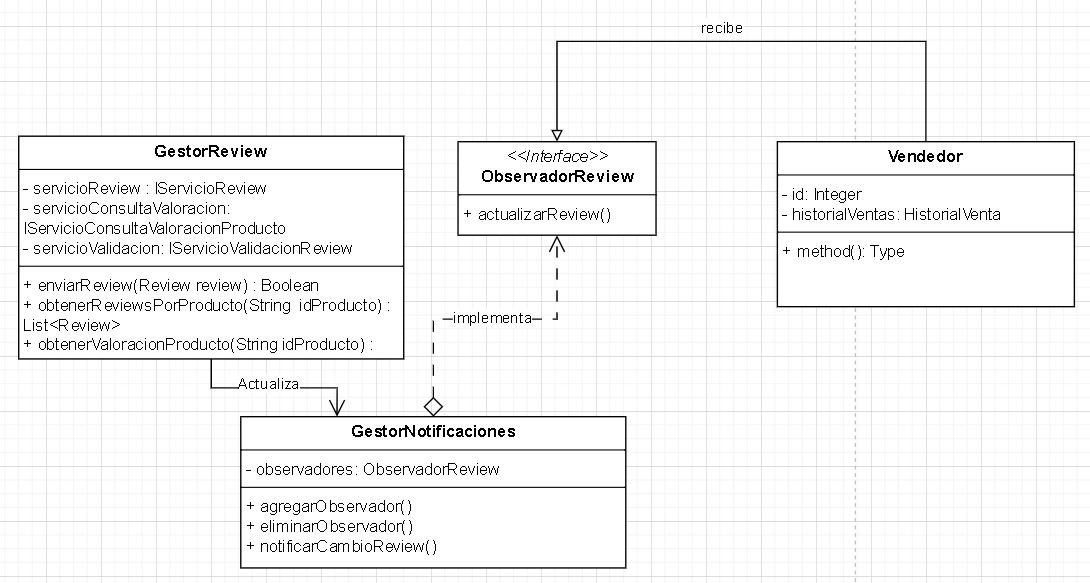 recibe
GestorReview
- servicioReview : IServicioReview
- servicioConsultaValoracion:
IServicioConsultaValoracionProducto
- servicioValidacion: IServicioValidacionReview
+ enviarReview(Review review) : Boolean
+ obtenerReviewsPorProducto(String idProducto) :
List<Review>
+ obtenerValoracionProducto(String idProducto) :
<<Interface>>
ObservadorReview
+ actualizarReview()
Vendedor
- id: Integer
- historialVentas: HistorialVenta
+ method(): Type
implementa
Actualiza
GestorNotificaciones
- observadores: ObservadorReview
+ agregarObservador()
+ eliminarObservador()
+ notificarCambioReview()